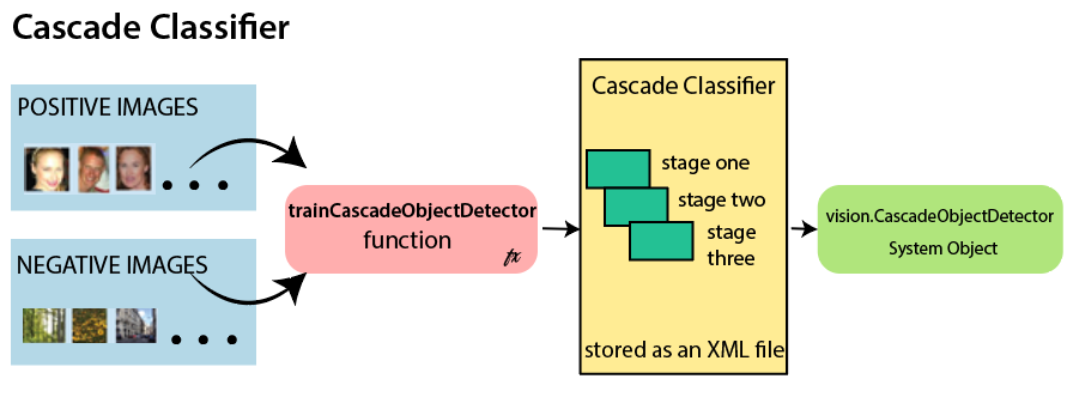 Cascade Classifier
POSITIVE IMAGES
NEGATIVE IMAGES
trainCascadeObjectDetector
function
fx
Cascade Classifier
stage one
stage two
stage
three
stored as an XML file
vision.CascadeObjectDetector
System Object